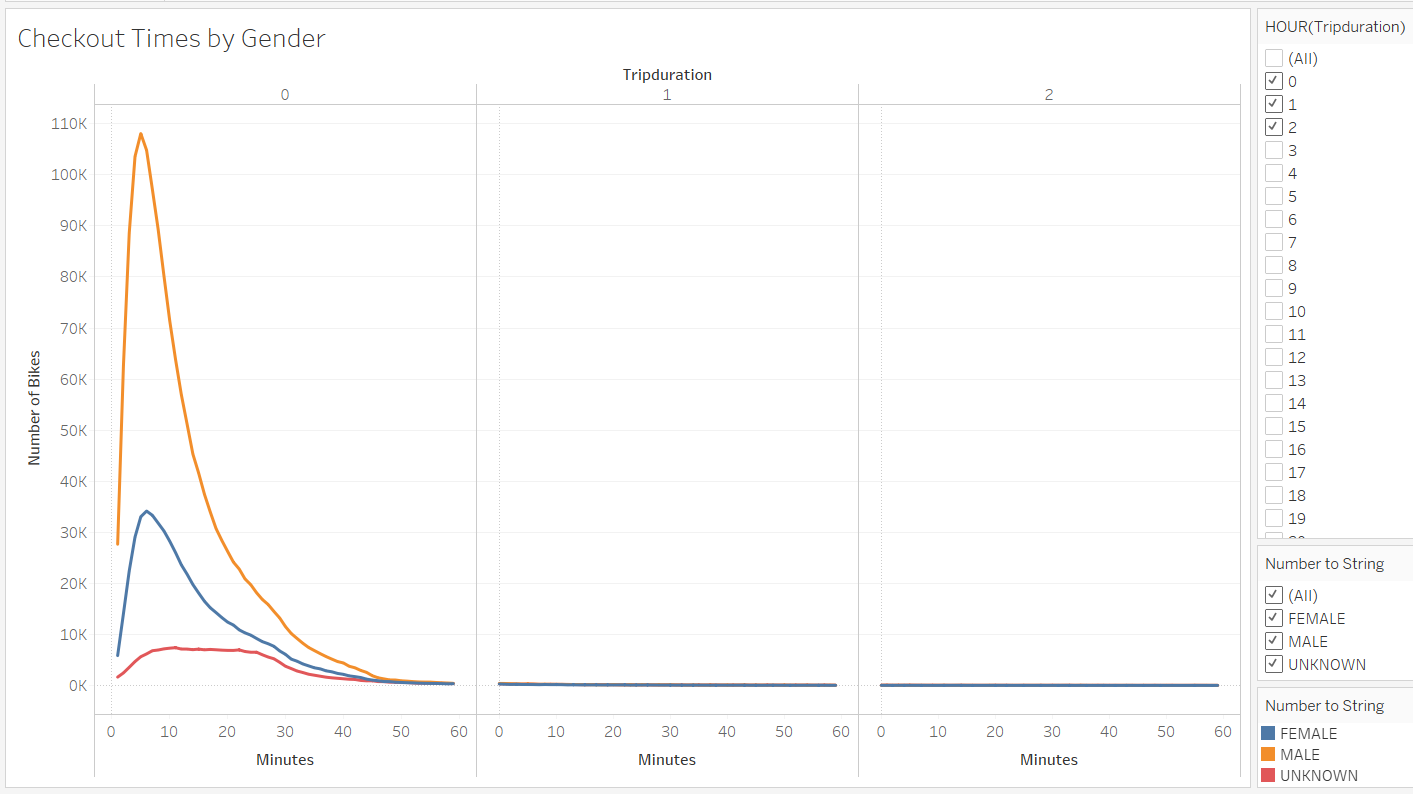 Checkout Times by Gender
Tripduration
0
1
2
110K
100K
90K
80K
70K
60K
50K
40K
30K
20K
10K
0K
Number of Bikes
0 10 20 30 40 50 60
0 10 20 30 40 50 60
0 10 20 30 40 50 60
Minutes
Minutes
Minutes
HOUR(Tripduration)
(All)
0
1
2
3
4
5
6
7
8
9
10
11
12
13
14
15
16
17
18
19
Number to String
(All)
FEMALE
MALE
UNKNOWN
Number to String
FEMALE
MALE
UNKNOWN